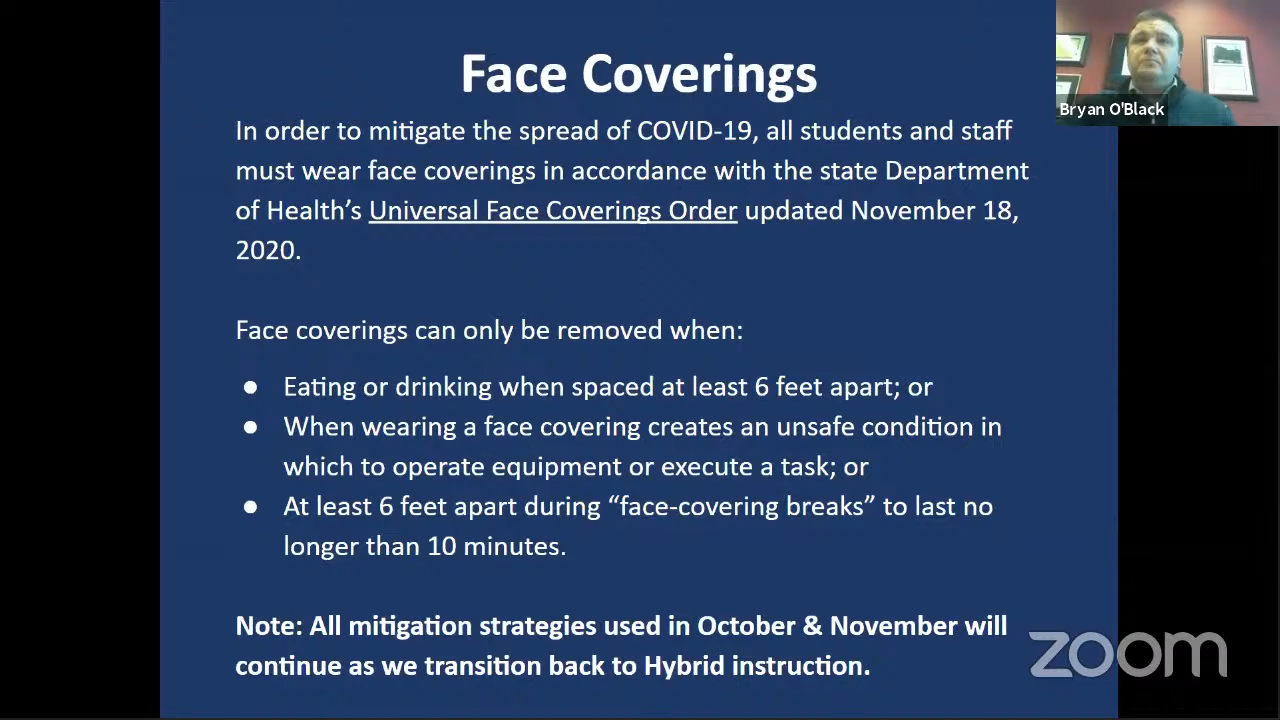 Face Coverings
In order to mitigate the spread of COVID-19, all students and staff
must wear face coverings in accordance with the state Department
of Health’s Universal Face Coverings Order updated November 18,
2020.
Face coverings can only be removed when:
● Eating or drinking when spaced at least 6 feet apart; or
● When wearing a face covering creates an unsafe condition in
which to operate equipment or execute a task; or
● At least 6 feet apart during “face-covering breaks” to last no
longer than 10 minutes.
Note: All mitigation strategies used in October & November will
continue as we transition back to Hybrid instruction.
Bryan O'Black
zoom